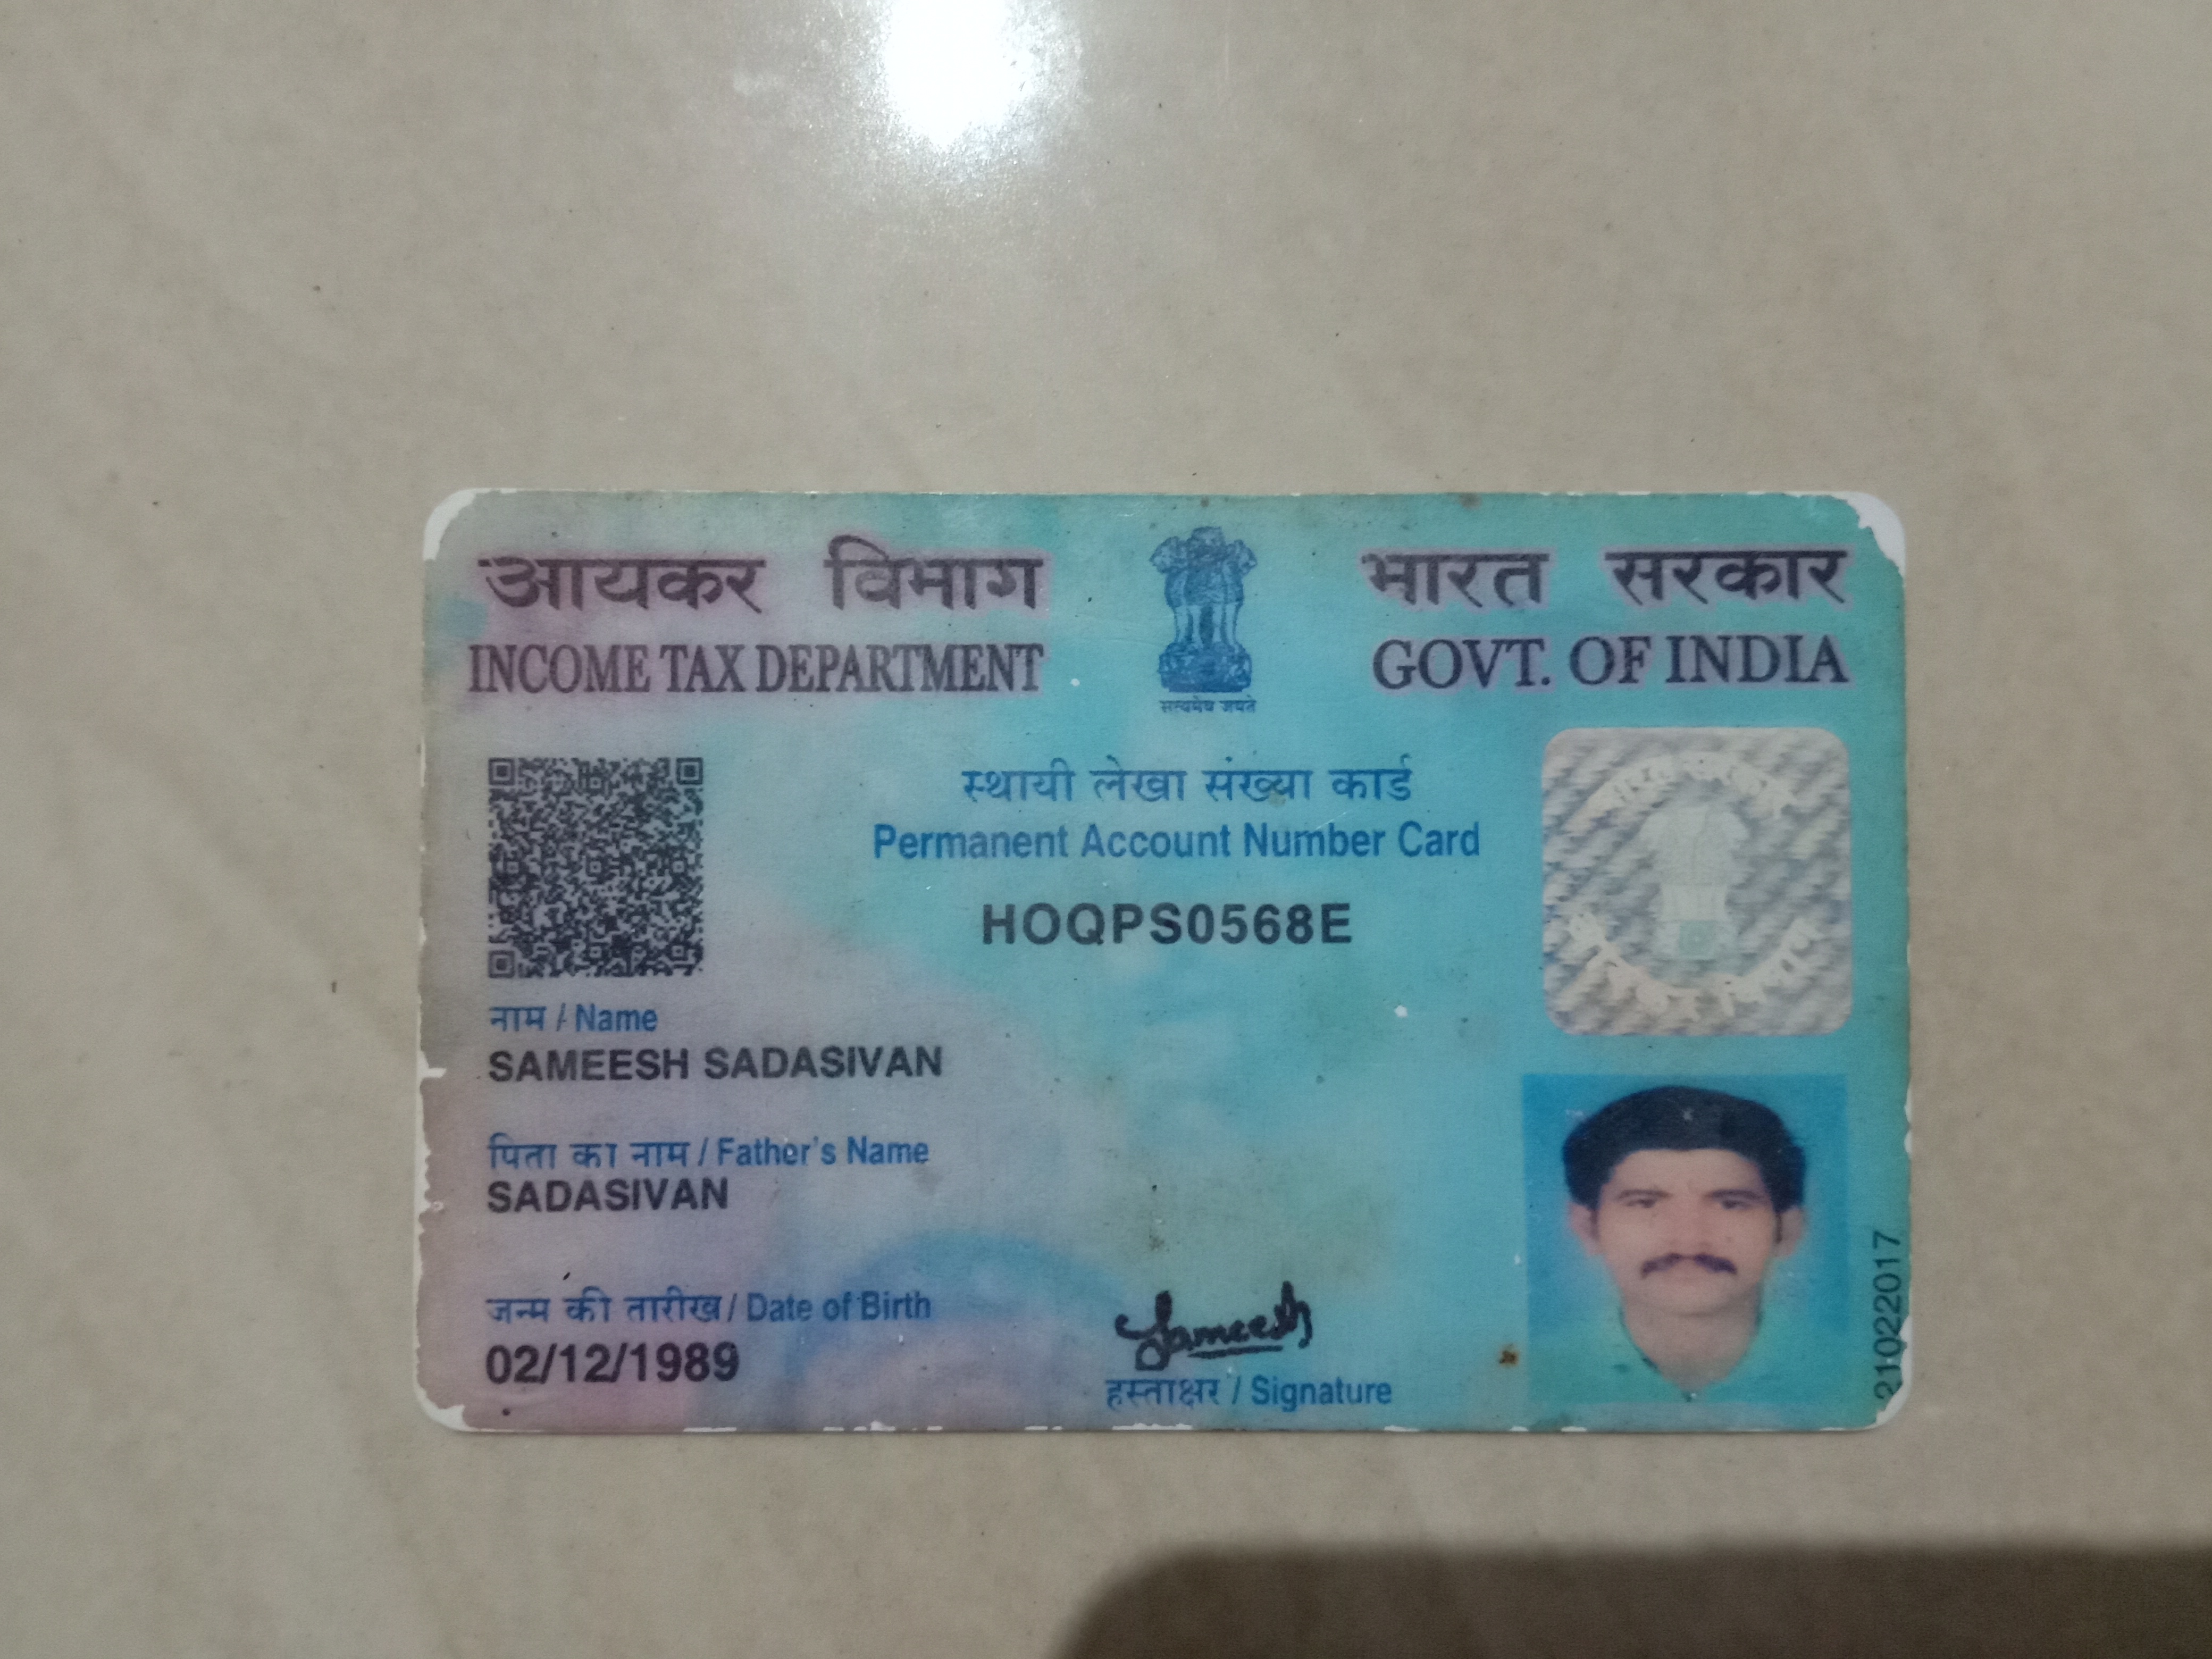 आयकर विभाग
INCOME TAX DEPARTMENT
सत्यमेव जयते
भारत सरकार
GOVT. OF INDIA
स्थायी लेखा संख्या कार्ड
Permanent Account Number Card
HOQPS0568E
नाम / Name
SAMEESH SADASIVAN
पिता का नाम / Father's Name
SADASIVAN
जन्म की तारीख / Date of Birth
02/12/1989
Sameesh
हस्ताक्षर / Signature
21022017